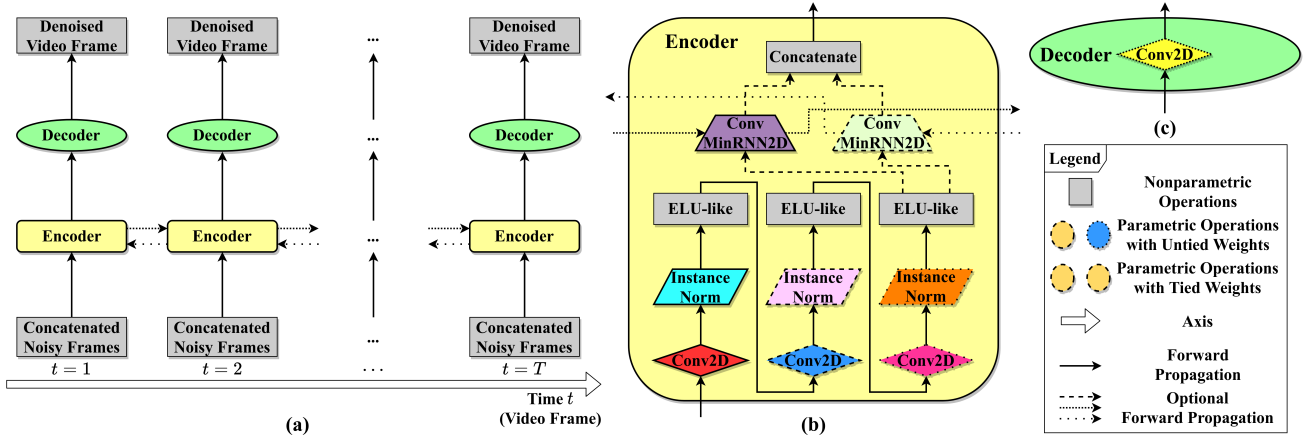 Denoised
Video Frame
Denoised
Video Frame
...
Denoised
Video Frame
Decoder
Decoder
...
Decoder
Encoder
Encoder
...
Encoder
Concatenated
Noisy Frames
Concatenated
Noisy Frames
...
Concatenated
Noisy Frames
t = 1
t = 2
...
t = T
Time t
(Video Frame)
(a)
Encoder
Concatenate
Conv
MinRNN2D
Conv
MinRNN2D
ELU-like
ELU-like
ELU-like
Instance
Norm
Instance
Norm
Instance
Norm
Conv2D
Conv2D
Conv2D
(b)
Decoder
Conv2D
(c)
Legend
Nonparametric
Operations
Parametric Operations
with Untied Weights
Parametric Operations
with Tied Weights
Axis
Forward
Propagation
Optional
Forward Propagation